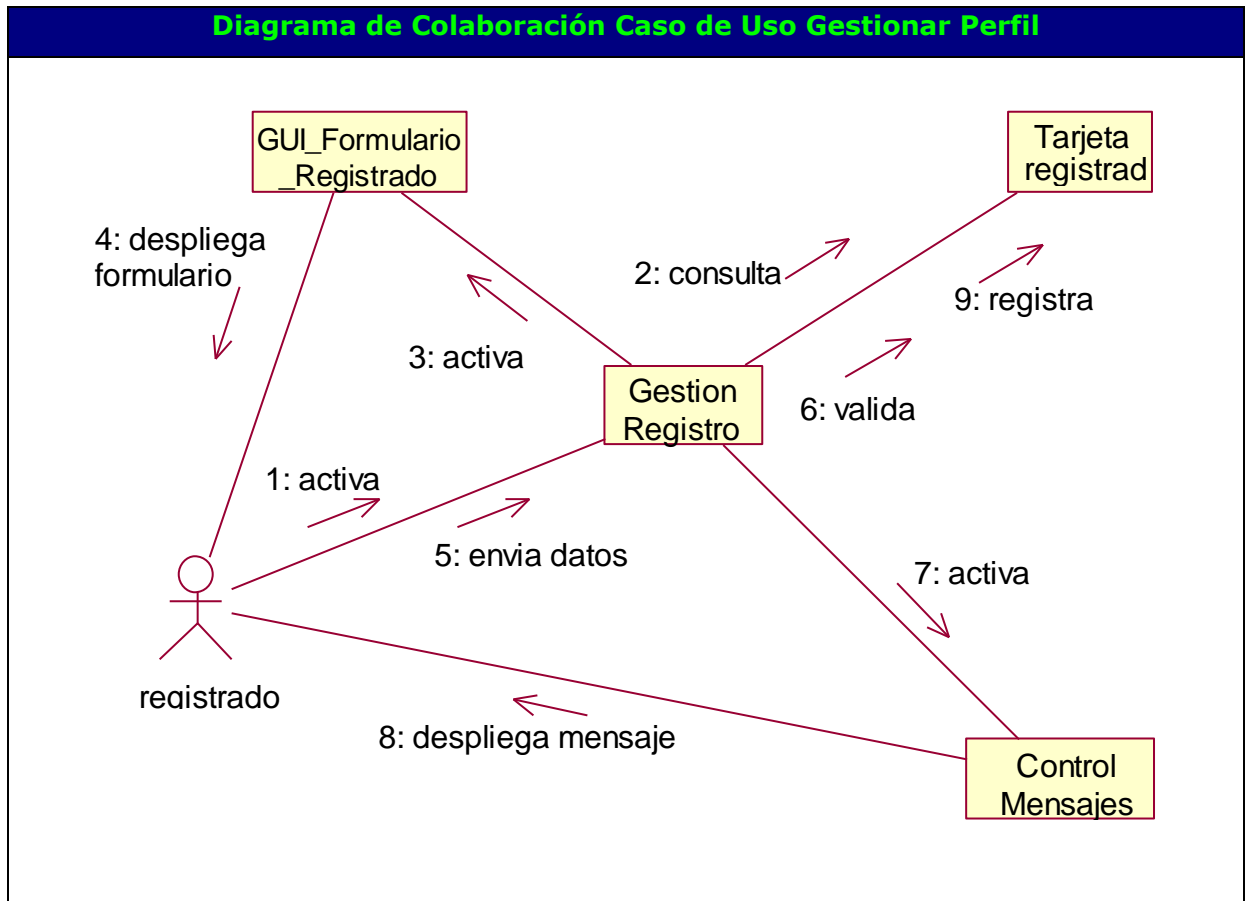 Diagrama de Colaboración Caso de Uso Gestionar Perfil
GUI_Formulario
_Registrado
Tarjeta
registrad
4: despliega
formulario
2: consulta
9: registra
3: activa
6: valida
Gestion
Registro
1: activa
5: envia datos
7: activa
registrado
8: despliega mensaje
Control
Mensajes